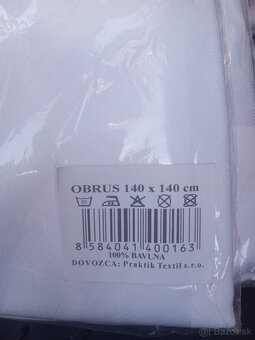 OBRUS 140 x 140 cm
8 584041 400163
100% BAVLNA
DOVOZCA: Praktik Textil s.r.o.
Bazos.sk